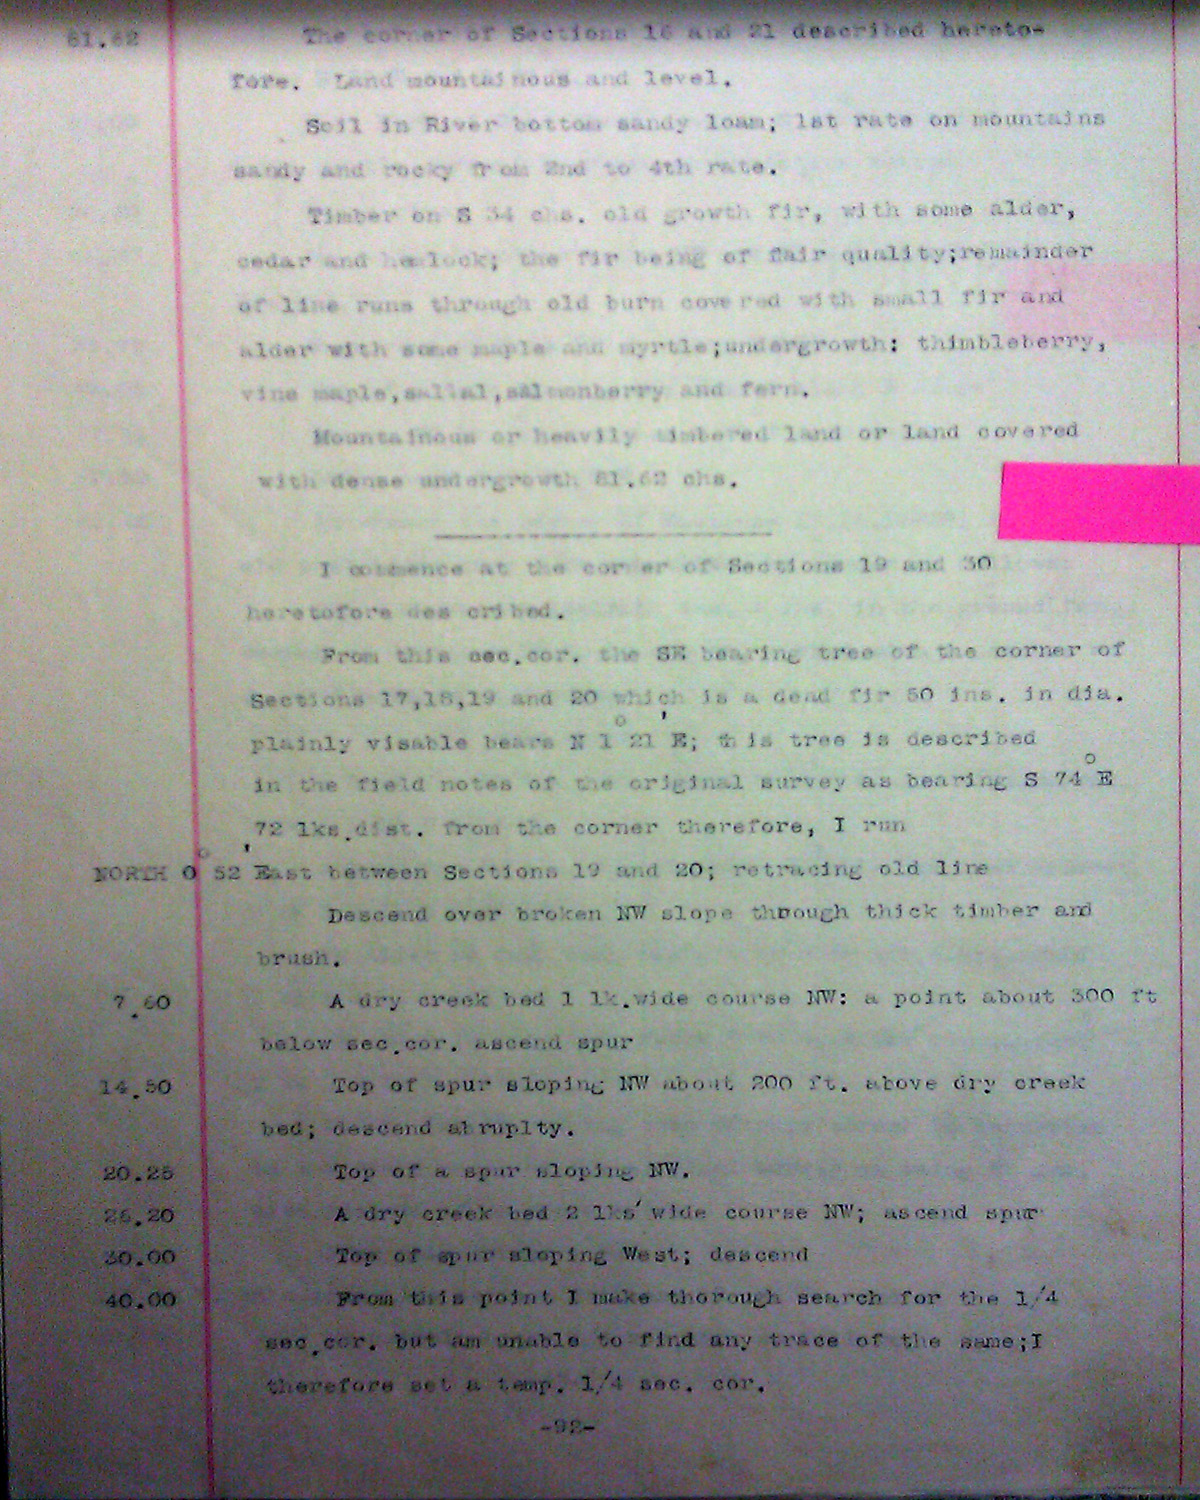 81.62 The corner of Sections 16 and 21 described hereto-
fore. Land mountainous and level.
Soil in River bottom sandy loam; 1st rate on mountains
sandy and rocky from 2nd to 4th rate.
Timber on S 34 chs. old growth fir, with some alder,
cedar and hemlock; the fir being of fair quality;remainder
of line runs through old burn covered with small fir and
alder with some maple and myrtle;undergrowth: thimbleberry,
vine maple,sallal,salmonberry and fern.
Mountainous or heavily timbered land or land covered
with dense undergrowth 81.62 chs.
I commence at the corner of Sections 19 and 30
heretofore des cribed.
From this sec.cor. the SE bearing tree of the corner of
Sections 17,18,19 and 20 which is a dead fir 50 ins. in dia.
plainly visable bears N 1° 21' E; this tree is described
in the field notes of the original survey as bearing S 74° E
72 lks.dist. from the corner therefore, I run
NORTH 0° 52' East between Sections 19 and 20; retracing old line
Descend over broken NW slope through thick timber and
brush.
7.60 A dry creek bed 1 lk.wide course NW: a point about 300 ft
below sec.cor. ascend spur
14.50 Top of spur sloping NW about 200 ft. above dry creek
bed; descend abruplty.
20.25 Top of a spur sloping NW.
26.20 A dry creek bed 2 lks' wide course NW; ascend spur
30.00 Top of spur sloping West; descend
40.00 From this point I make thorough search for the 1/4
sec.cor. but am unable to find any trace of the same;I
therefore set a temp. 1/4 sec. cor.
-92-